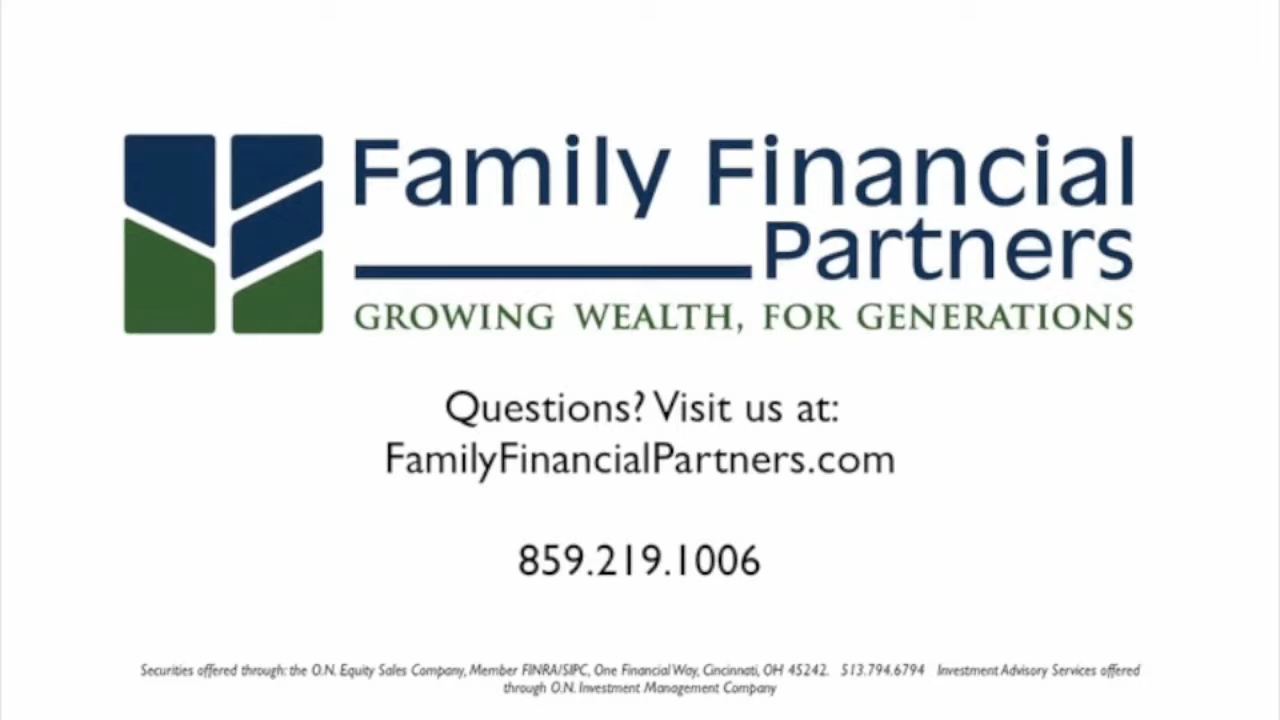 Family Financial
Partners
GROWING WEALTH, FOR GENERATIONS
Questions? Visit us at:
FamilyFinancialPartners.com
859.219.1006
Securities offered through: the O.N. Equity Sales Company, Member FINRA/SIPC, One Financial Way, Cincinnati, OH 45242. 513.794.6794 Investment Advisory Services offered
through O.N. Investment Management Company